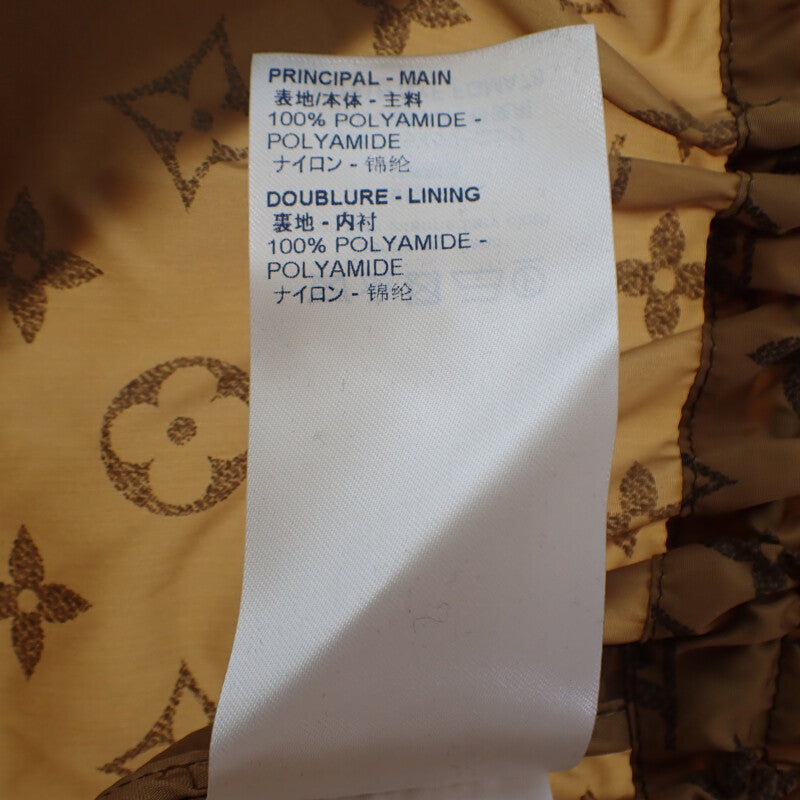 PRINCIPAL - MAIN
表地/本体 - 主料
100% POLYAMIDE -
POLYAMIDE
ナイロン - 锦纶
DOUBLURE - LINING
裏地 - 内衬
100% POLYAMIDE -
POLYAMIDE
ナイロン - 锦纶